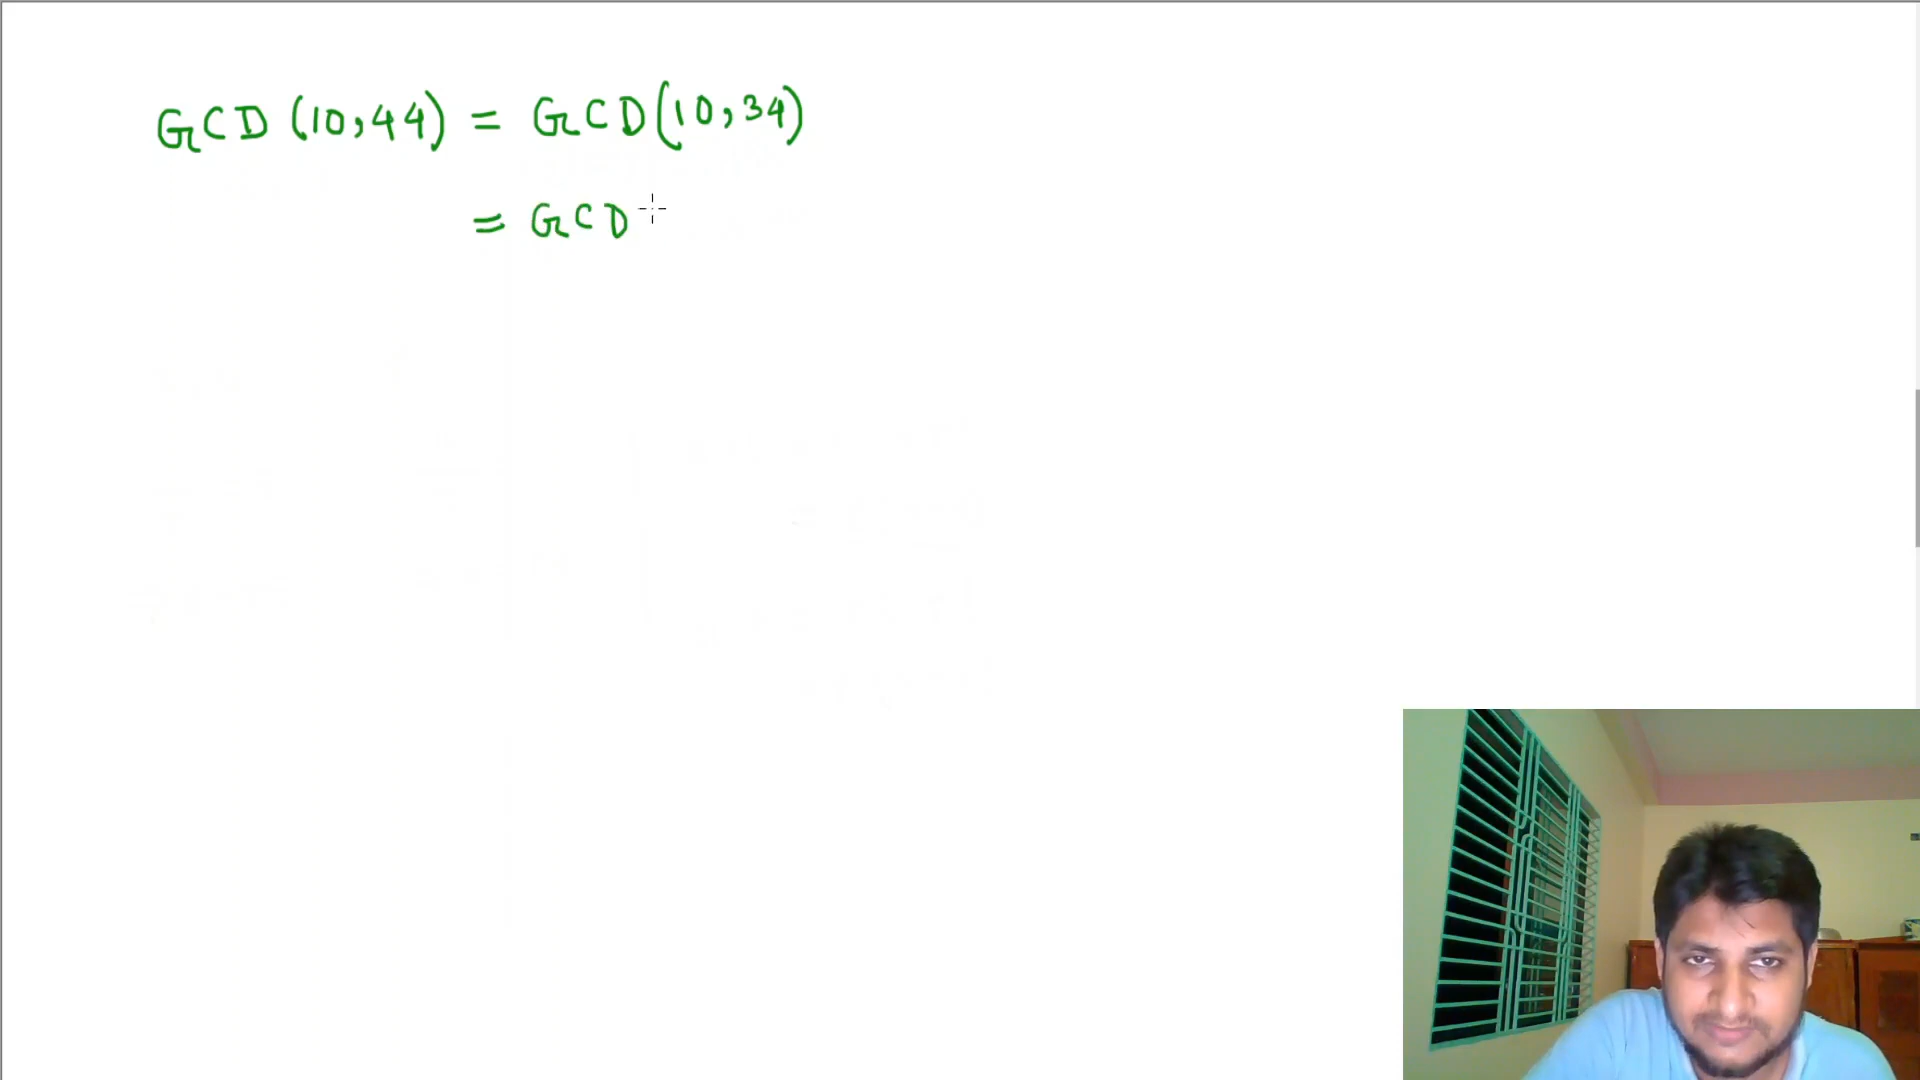 GCD (10,44) = GCD(10,34)
= GCD